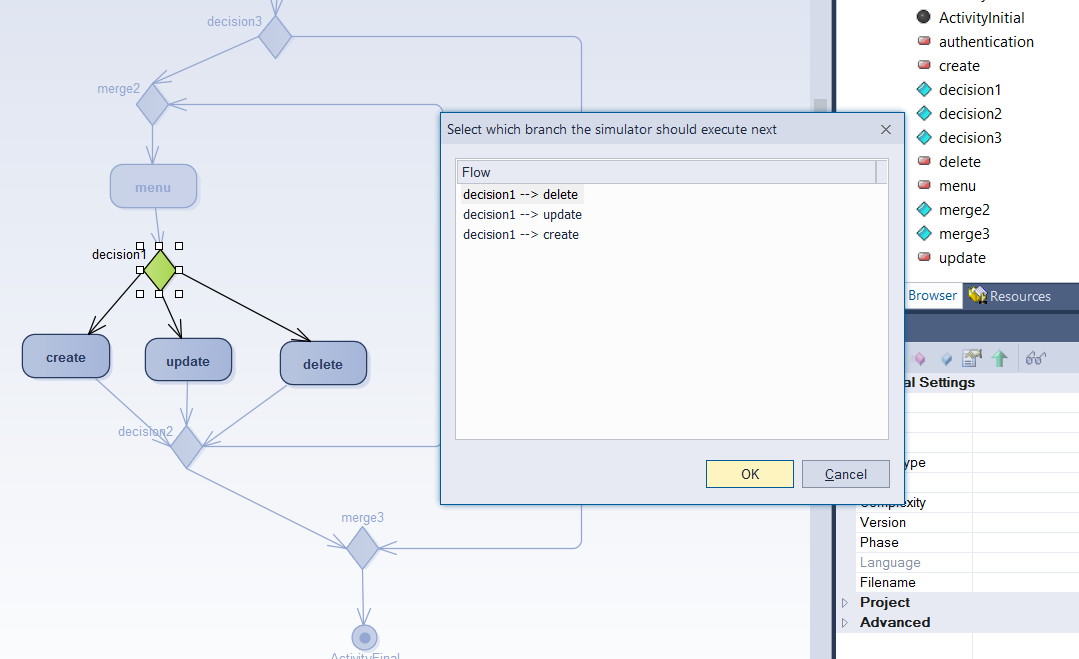 decision3
merge2
menu
decision1
create
update
delete
decision2
merge3
ActivityFinal
Select which branch the simulator should execute next
Flow
decision1 --> delete
decision1 --> update
decision1 --> create
OK
Cancel
ActivityInitial
authentication
create
decision1
decision2
decision3
delete
menu
merge2
merge3
update
Browser
Resources
al Settings
ype
Complexity
Version
Phase
Language
Filename
Project
Advanced